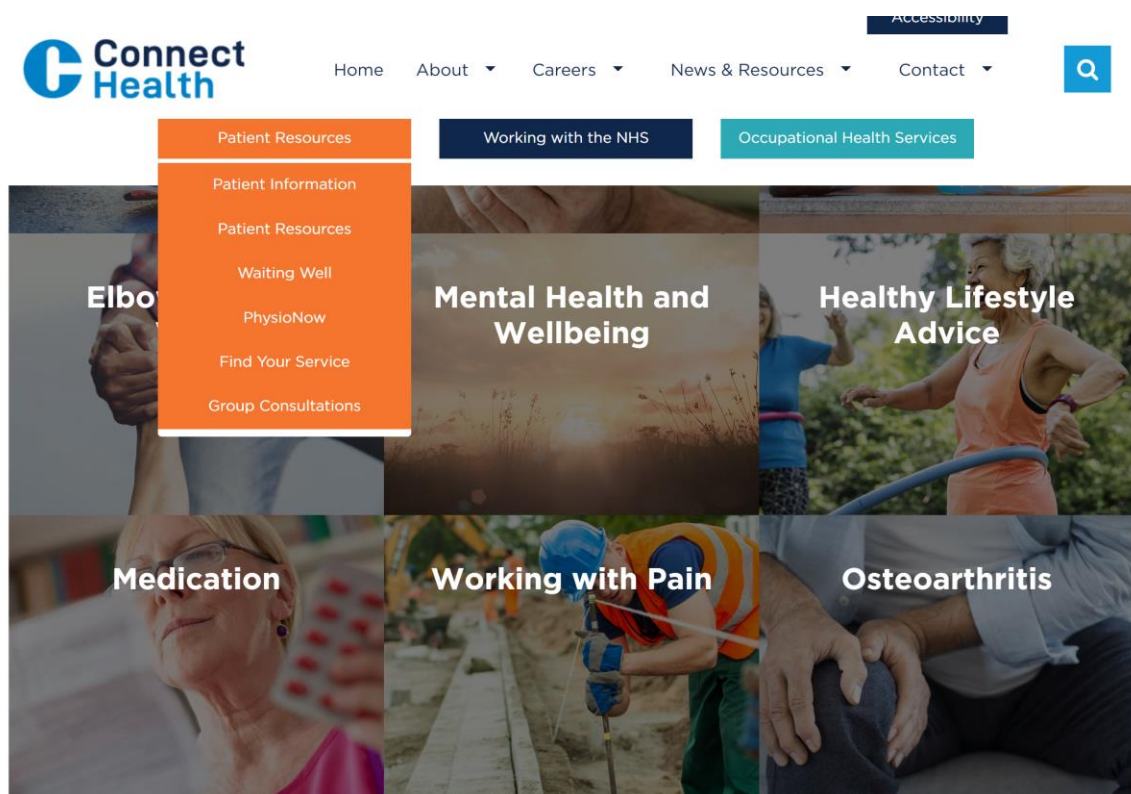 Accessibility
Connect
Health
Home About Careers News & Resources Contact
Patient Resources Working with the NHS Occupational Health Services
Patient Information
Patient Resources
Waiting Well
PhysioNow
Find Your Service
Group Consultations
Mental Health and
Wellbeing
Healthy Lifestyle
Advice
Medication
Working with Pain
Osteoarthritis